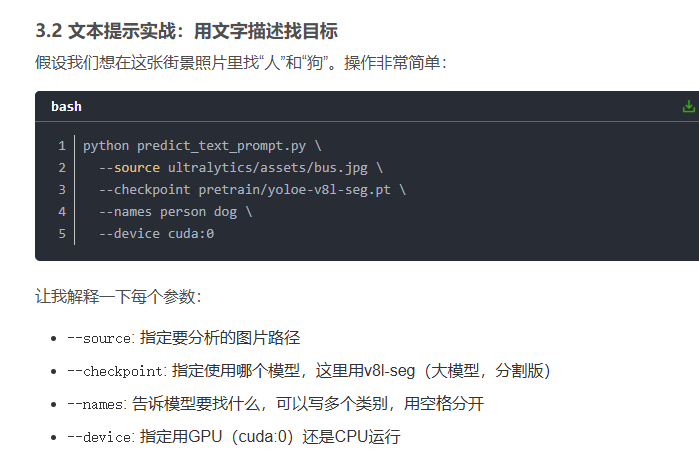 3.2 文本提示实战：用文字描述找目标
假设我们想在这张街景照片里找“人”和“狗”。操作非常简单：
bash
1 python predict_text_prompt.py \
2 --source ultralytics/assets/bus.jpg \
3 --checkpoint pretrain/yoloe-v8l-seg.pt \
4 --names person dog \
5 --device cuda:0
让我解释一下每个参数：
• --source: 指定要分析的图片路径
• --checkpoint: 指定使用哪个模型，这里用v8l-seg（大模型，分割版）
• --names: 告诉模型要找什么，可以写多个类别，用空格分开
• --device: 指定用GPU（cuda:0）还是CPU运行